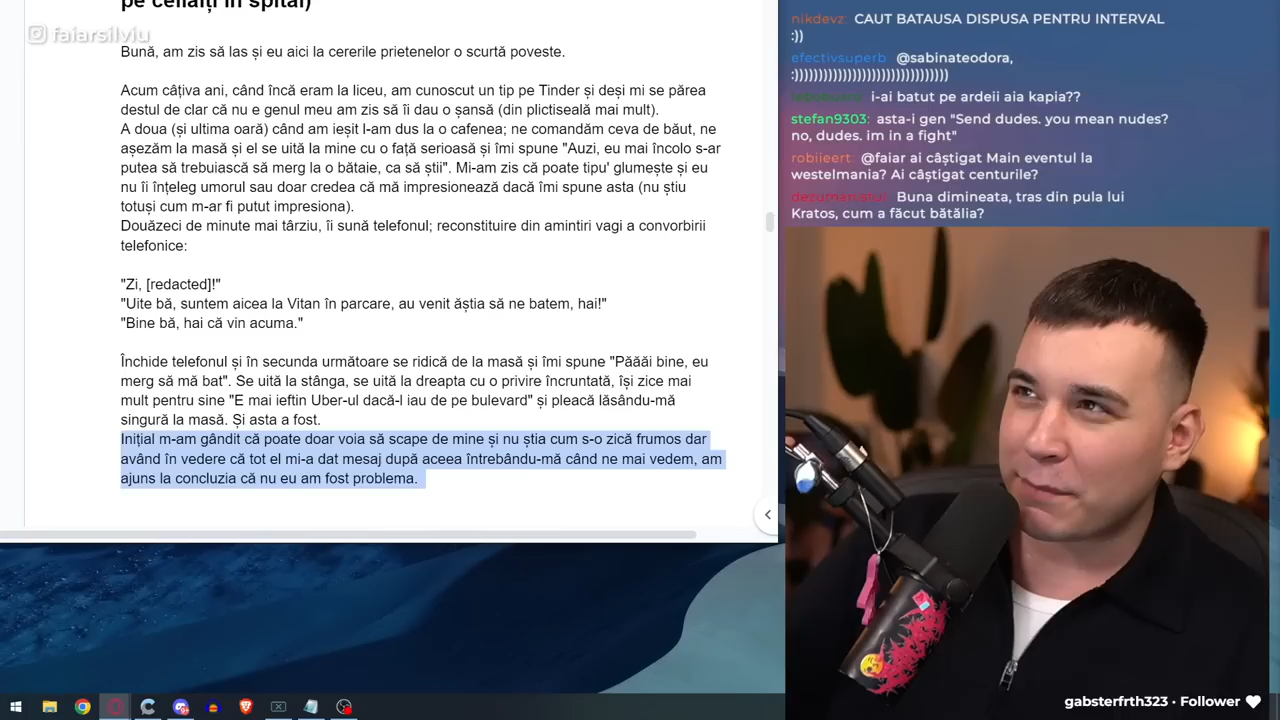 pe ceilalți în spital)
faiarsilviu
Bună, am zis să las și eu aici la cererile prietenelor o scurtă poveste.
Acum câțiva ani, când încă eram la liceu, am cunoscut un tip pe Tinder și deși mi se părea
destul de clar că nu e genul meu am zis să îi dau o șansă (din plictiseală mai mult).
A doua (și ultima oară) când am ieșit l-am dus la o cafenea; ne comandăm ceva de băut, ne
așezăm la masă și el se uită la mine cu o față serioasă și îmi spune "Auzi, eu mai încolo s-ar
putea să trebuiască să merg la o bătaie, ca să știi". Mi-am zis că poate tipu' glumește și eu
nu îi înțeleg umorul sau doar credea că mă impresionează dacă îmi spune asta (nu știu
totuși cum m-ar fi putut impresiona).
Douăzeci de minute mai târziu, îi sună telefonul; reconstituire din amintiri vagi a convorbirii
telefonice:
"Zi, [redacted]!"
"Uite bă, suntem aicea la Vitan în parcare, au venit ăștia să ne batem, hai!"
"Bine bă, hai că vin acuma."
Închide telefonul și în secunda următoare se ridică de la masă și îmi spune "Păăăi bine, eu
merg să mă bat". Se uită la stânga, se uită la dreapta cu o privire încruntată, își zice mai
mult pentru sine "E mai ieftin Uber-ul dacă-l iau de pe bulevard" și pleacă lăsându-mă
singură la masă. Și asta a fost.
Inițial m-am gândit că poate doar voia să scape de mine și nu știa cum s-o zică frumos dar
având în vedere că tot el mi-a dat mesaj după aceea întrebându-mă când ne mai vedem, am
ajuns la concluzia că nu eu am fost problema.
nikdevz: CAUT BATAUSA DISPUSA PENTRU INTERVAL
:))
efectivsuperb: @sabinateodora,
:))))))))))))))))))))))))))))))))
i-ai batut pe ardeii aia kapia??
stefan9303: asta-i gen "Send dudes. you mean nudes?
no, dudes. im in a fight"
robiieert: @faiar ai câștigat Main eventul la
westelmania? Ai câștigat centurile?
Buna dimineata, tras din pula lui
Kratos, cum a făcut bătălia?
gabsterfrth323 · Follower